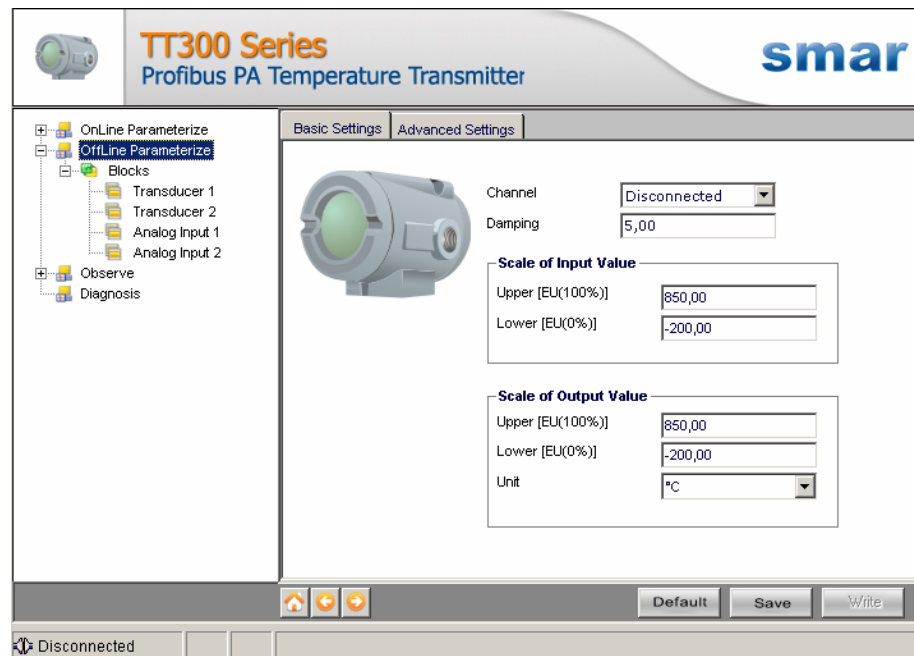 TT300 Series
Profibus PA Temperature Transmitter
smar
OnLine Parameterize
OffLine Parameterize
Blocks
Transducer 1
Transducer 2
Analog Input 1
Analog Input 2
Observe
Diagnosis
Basic Settings Advanced Settings
Channel Disconnected
Damping 5,00
Scale of Input Value
Upper [EU(100%)] 850,00
Lower [EU(0%)] -200,00
Scale of Output Value
Upper [EU(100%)] 850,00
Lower [EU(0%)] -200,00
Unit °C
Default Save Write
Disconnected